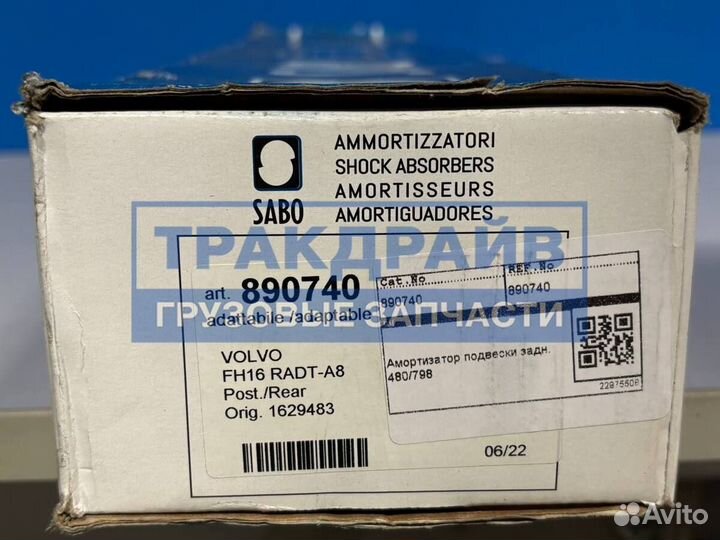 AMMORTIZZATORI
SHOCK ABSORBERS
AMORTISSEURS
AMORTIGUADORES
SABO
ТРАКДРАЙВ
ГРУЗОВЫЕ ЗАПЧАСТИ
art. 890740
adattabile /adaptable
VOLVO
FH16 RADT-A8
Post./Rear
Orig. 1629483
06/22
Cat.No
REF.No
890740
890740
Амортизатор подвески задн.
480/798
22975508
Avito